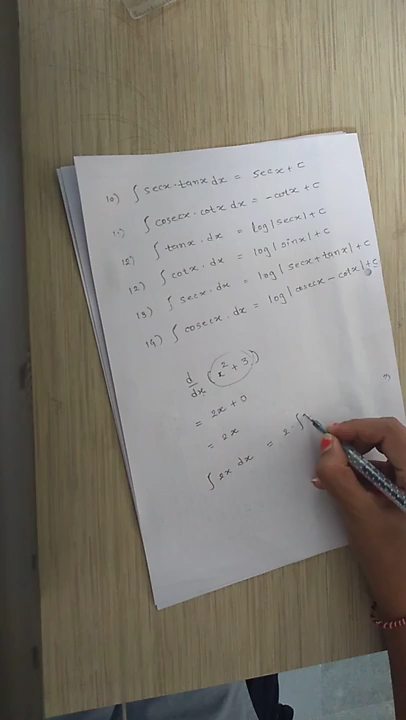 10) ∫ secx·tanx dx = secx + c
11) ∫ cosecx·cotx dx = -cotx + c
12) ∫ tanx·dx = log|secx| + c
12) ∫ cotx·dx = log|sinx| + c
13) ∫ secx·dx = log|secx + tanx| + c
14) ∫ cosecx·dx = log|cosecx - cotx| + c
d/dx (x² + 3)
= 2x + 0
= 2x
∫ 2x dx = 2·∫